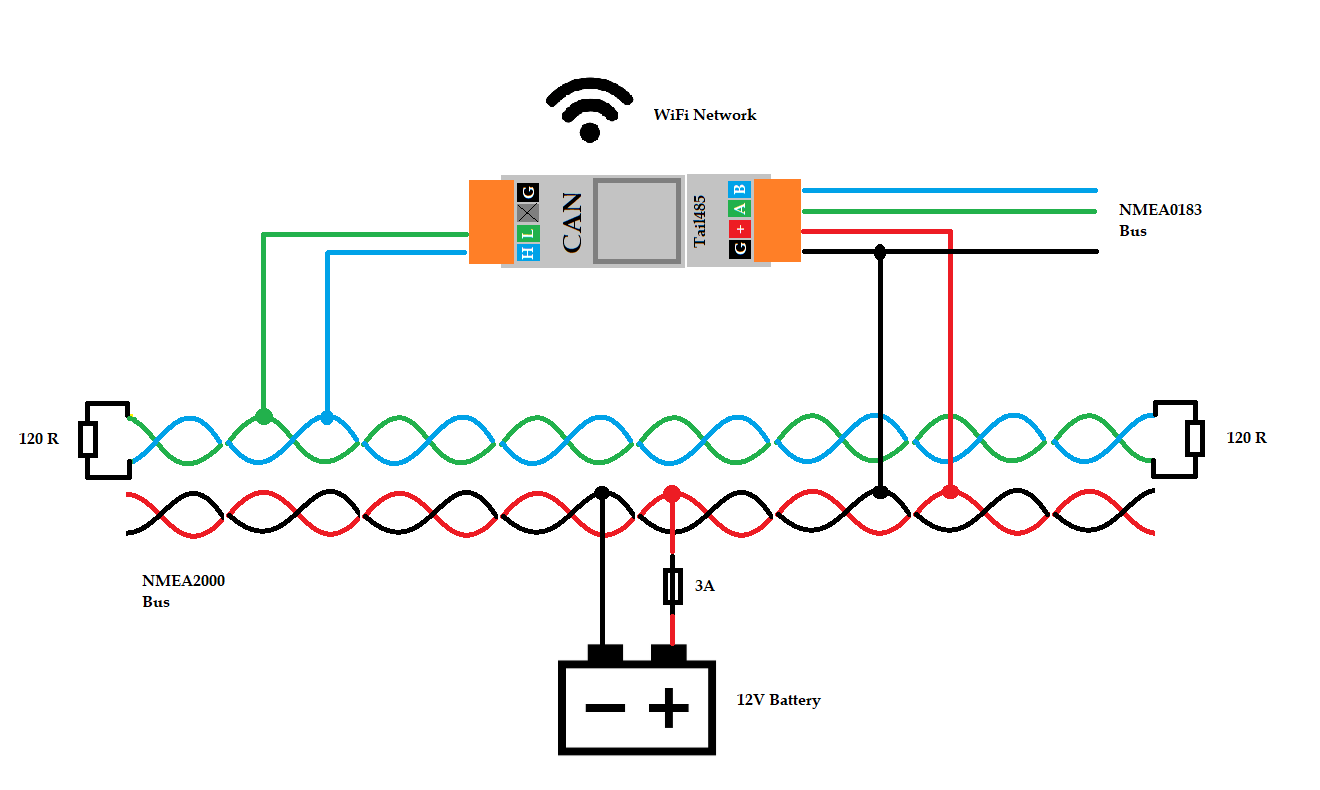 WiFi Network
G
L
H
CAN
Tail485
B
A
+
G
NMEA0183
Bus
120 R
120 R
NMEA2000
Bus
3A
12V Battery